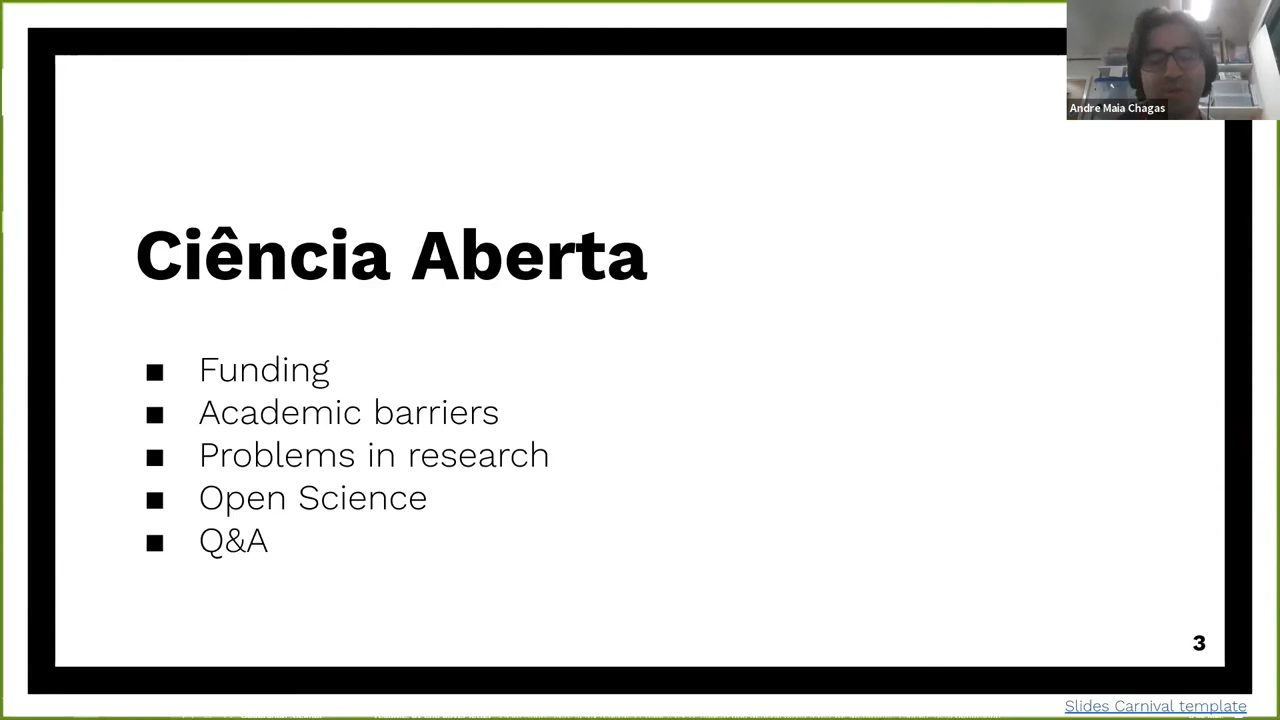 Andre Maia Chagas
Ciência Aberta
■ Funding
■ Academic barriers
■ Problems in research
■ Open Science
■ Q&A
3
Slides Carnival template